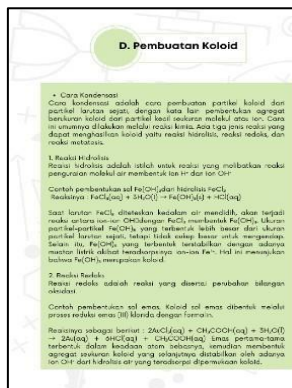 D. Pembuatan Koloid
• Cara Kondensasi
Cara kondensasi adalah cara pembuatan partikel koloid dari
partikel larutan sejati, dengan kata lain pembentukan agregat
berukuran koloid dari partikel kecil seukuran molekul atau ion. Cara
ini umumnya dilakukan melalui reaksi kimia. Ada tiga jenis reaksi yang
dapat menghasilkan koloid yaitu reaksi hidrolisis, reaksi redoks, dan
reaksi metatesis.
1. Reaksi Hidrolisis
Reaksi hidrolisis adalah istilah untuk reaksi yang melibatkan reaksi
penguraian molekul air membentuk ion H⁺ dan ion OH⁻
Contoh pembentukan sol Fe(OH)₃ dari hidrolisis FeCl₃
Reaksinya : FeCl₃(aq) + 3H₂O(l) → Fe(OH)₃(s) + HCl(aq)
Saat larutan FeCl₃ diteteskan kedalam air mendidih, akan terjadi
reaksi antara ion-ion OH⁻dengan FeCl₃ membentuk Fe(OH)₃. Ukuran
partikel-partikel Fe(OH)₃ yang terbentuk lebih besar dari ukuran
partikel larutan sejati, tetapi tidak cukup besar untuk mengendap.
Selain itu, Fe(OH)₃ yang terbentuk terstabilkan dengan adanya
muatan listrik akibat teradsorpsinya ion-ion Fe³⁺. Hal ini menunjukan
bahwa Fe(OH)₃ merupakan koloid.
2. Reaksi Redoks
Reaksi redoks adalah reaksi yang disertai perubahan bilangan
oksidasi.
Contoh pembentukan sol emas. Koloid sol emas dibentuk melalui
proses reduksi emas (III) klorida dengan formalin.
Reaksinya sebagai berikut : 2AuCl₃(aq) + CH₃COOH(aq) + 3H₂O(l)
→ 2Au(aq) + 6HCl(aq) + CH₃COOH(aq) Emas pertama-tama
terbentuk dalam keadaan atom bebasnya, kemudian membentuk
agregat seukuran koloid yang selanjutnya distabilkan oleh adanya
ion OH⁻ dari hidrolisis air yang teradsorpsi dipermukaan koloid.